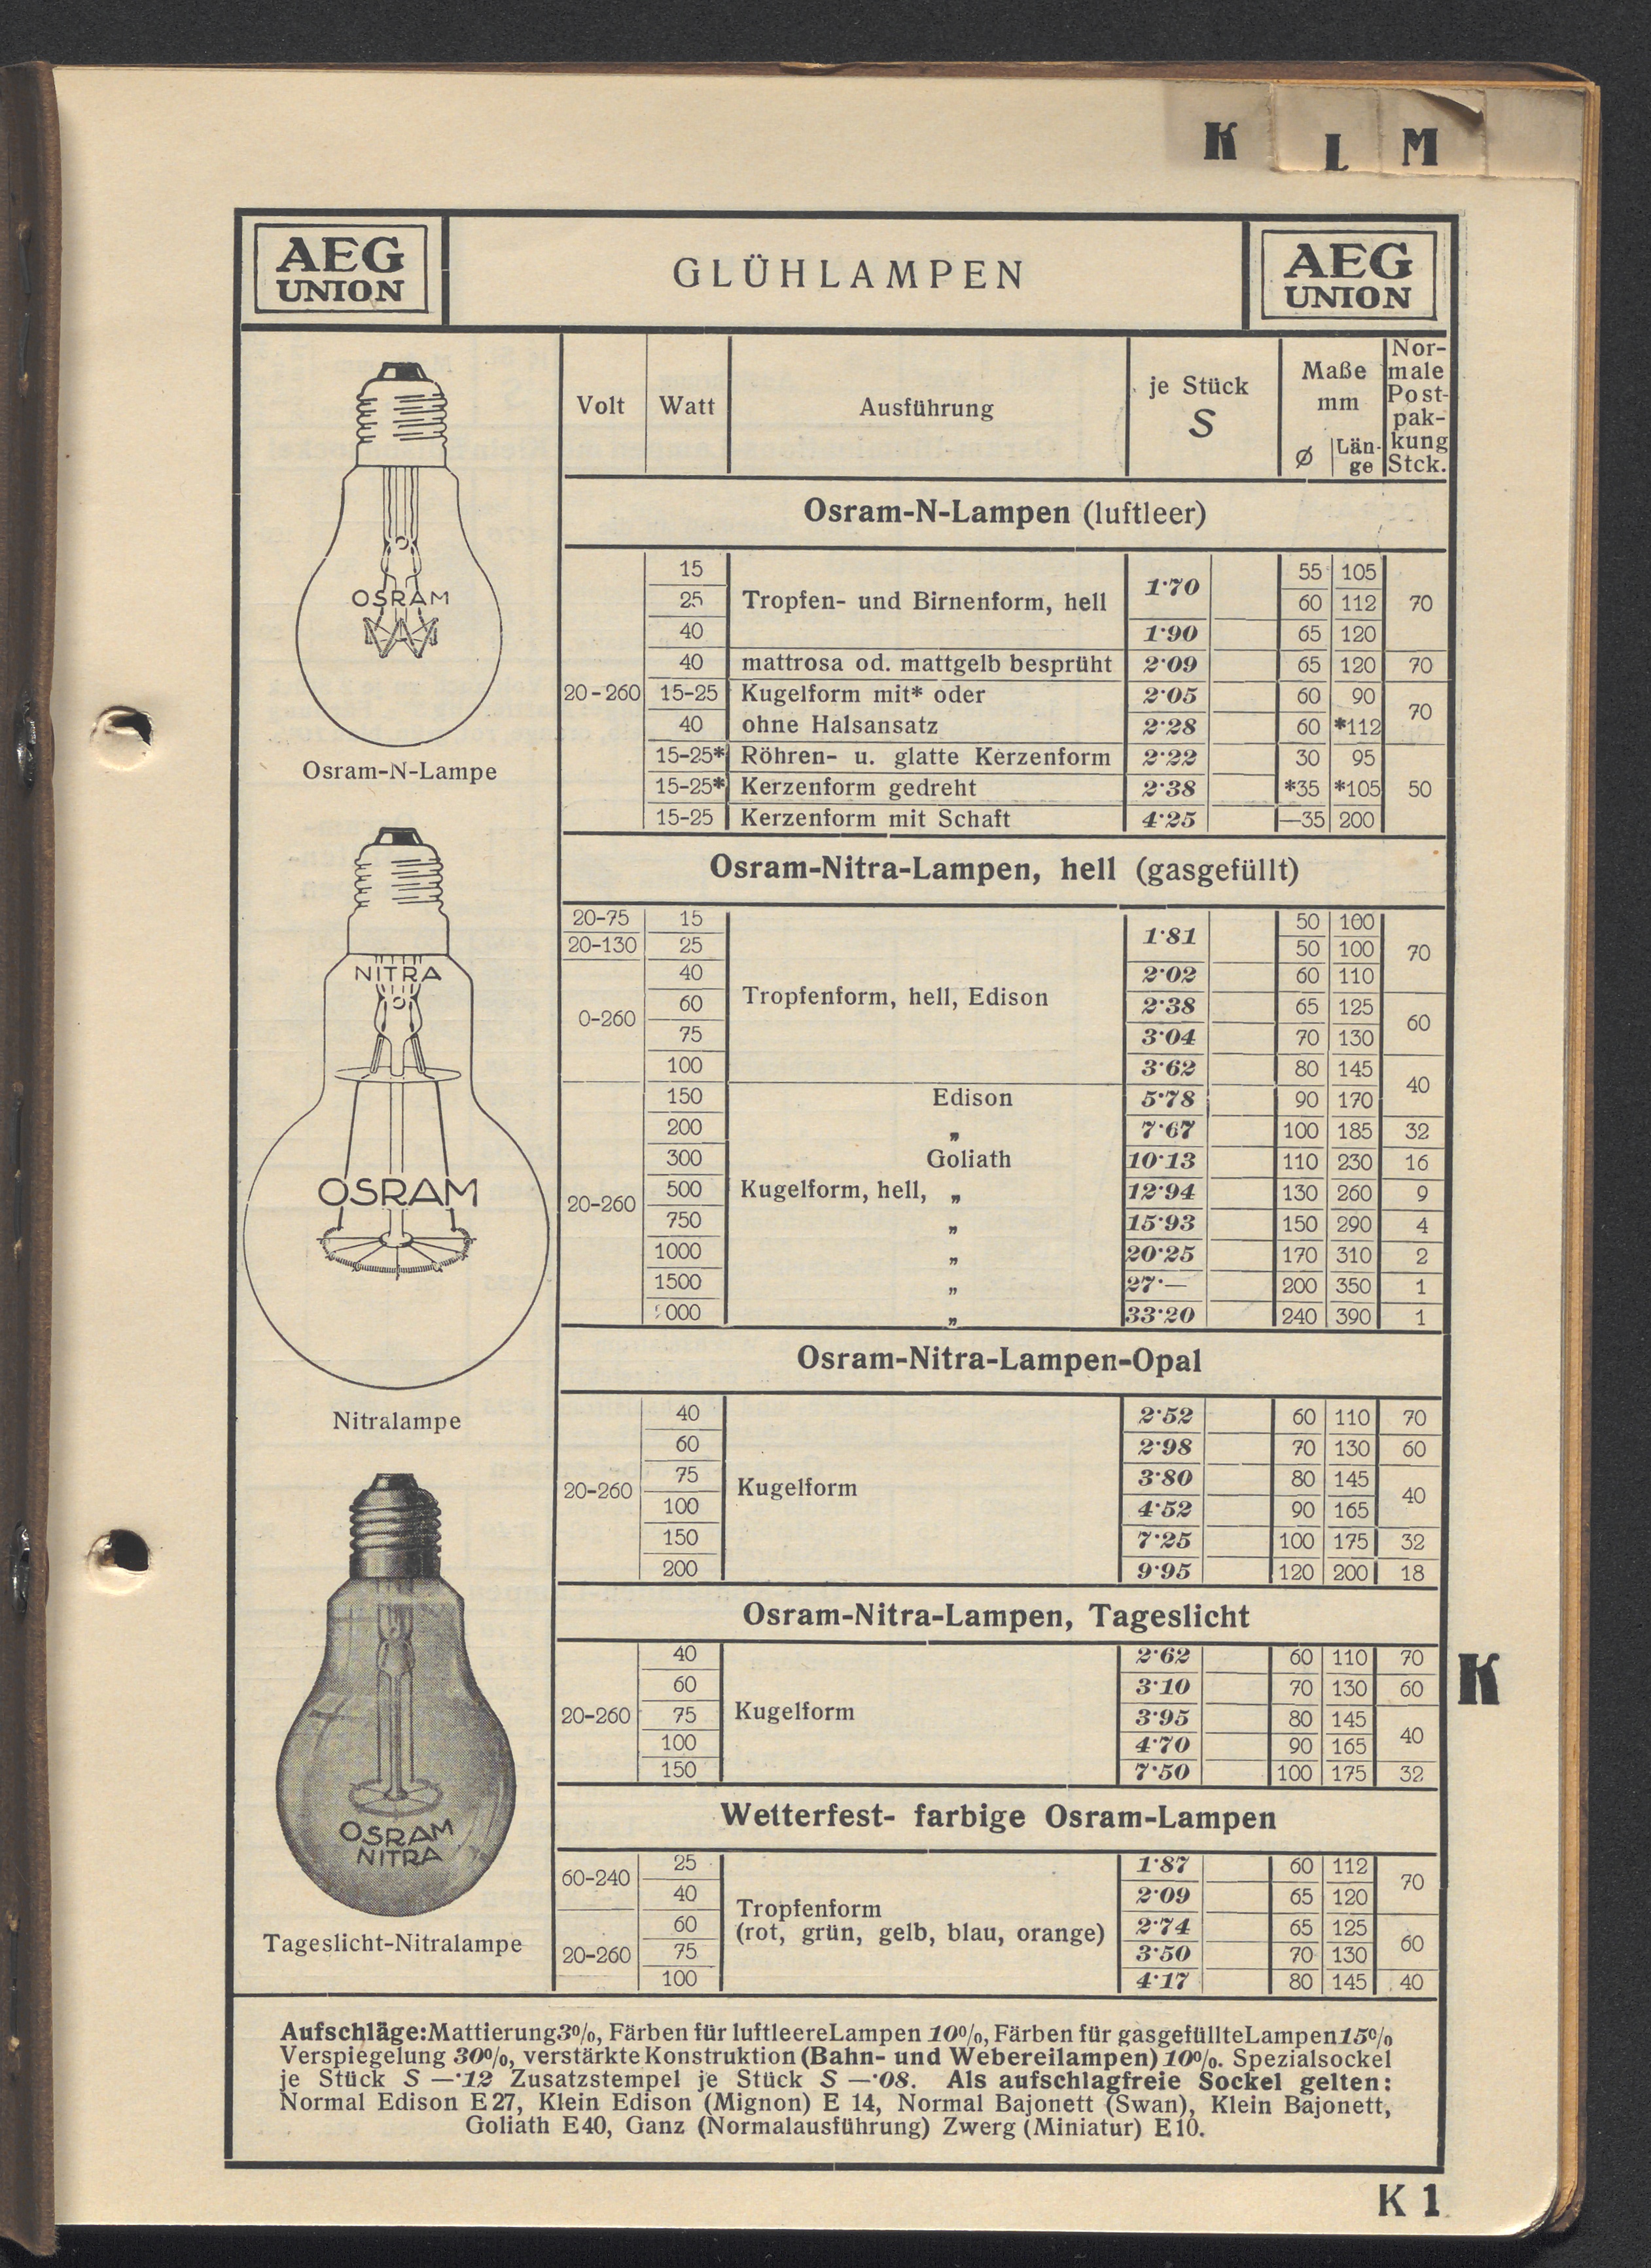 K L M
AEG
UNION
GLÜHLAMPEN
AEG
UNION
Volt Watt Ausführung je Stück S Maße mm ø Län-ge Nor-male Post-pak-kung Stck.
Osram-N-Lampen (luftleer)
20-260
15 Tropfen- und Birnenform, hell 1·70 55 105 70
25 60 112
40 1·90 65 120
40 mattrosa od. mattgelb besprüht 2·09 65 120 70
15-25 Kugelform mit* oder 2·05 60 90 70
40 ohne Halsansatz 2·28 60 *112
15-25* Röhren- u. glatte Kerzenform 2·22 30 95 50
15-25* Kerzenform gedreht 2·38 *35 *105
15-25 Kerzenform mit Schaft 4·25 —35 200
OSRAM
Osram-N-Lampe
Osram-Nitra-Lampen, hell (gasgefüllt)
20-75 15 Tropfenform, hell, Edison 1·81 50 100 70
20-130 25 50 100
0-260 40 2·02 60 110
60 2·38 65 125 60
75 3·04 70 130
100 3·62 80 145 40
20-260 150 Edison 5·78 90 170
200 „ 7·67 100 185 32
300 Goliath 10·13 110 230 16
500 Kugelform, hell, „ 12·94 130 260 9
750 „ 15·93 150 290 4
1000 „ 20·25 170 310 2
1500 „ 27·— 200 350 1
000 „ 33·20 240 390 1
NITRA
OSRAM
Nitralampe
Osram-Nitra-Lampen-Opal
20-260 Kugelform
40 2·52 60 110 70
60 2·98 70 130 60
75 3·80 80 145 40
100 4·52 90 165
150 7·25 100 175 32
200 9·95 120 200 18
Osram-Nitra-Lampen, Tageslicht
20-260 Kugelform
40 2·62 60 110 70
60 3·10 70 130 60
75 3·95 80 145 40
100 4·70 90 165
150 7·50 100 175 32
K
OSRAM
NITRA
Tageslicht-Nitralampe
Wetterfest- farbige Osram-Lampen
Tropfenform
(rot, grün, gelb, blau, orange)
60-240 25 1·87 60 112 70
40 2·09 65 120
20-260 60 2·74 65 125 60
75 3·50 70 130
100 4·17 80 145 40
Aufschläge: Mattierung 3%, Färben für luftleere Lampen 10%, Färben für gasgefüllte Lampen 15%
Verspiegelung 30%, verstärkte Konstruktion (Bahn- und Webereilampen) 10%. Spezialsockel
je Stück S —·12 Zusatzstempel je Stück S —·08. Als aufschlagfreie Sockel gelten:
Normal Edison E 27, Klein Edison (Mignon) E 14, Normal Bajonett (Swan), Klein Bajonett,
Goliath E 40, Ganz (Normalausführung) Zwerg (Miniatur) E 10.
K 1